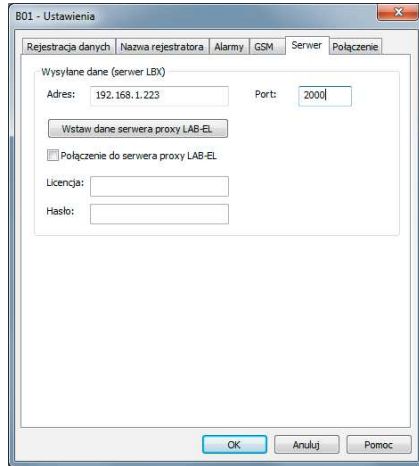 B01 - Ustawienia
Rejestracja danych Nazwa rejestratora Alarmy GSM Serwer Połączenie
Wysyłane dane (serwer LBX)
Adres: 192.168.1.223 Port: 2000
Wstaw dane serwera proxy LAB-EL
Połączenie do serwera proxy LAB-EL
Licencja:
Hasło:
OK Anuluj Pomoc